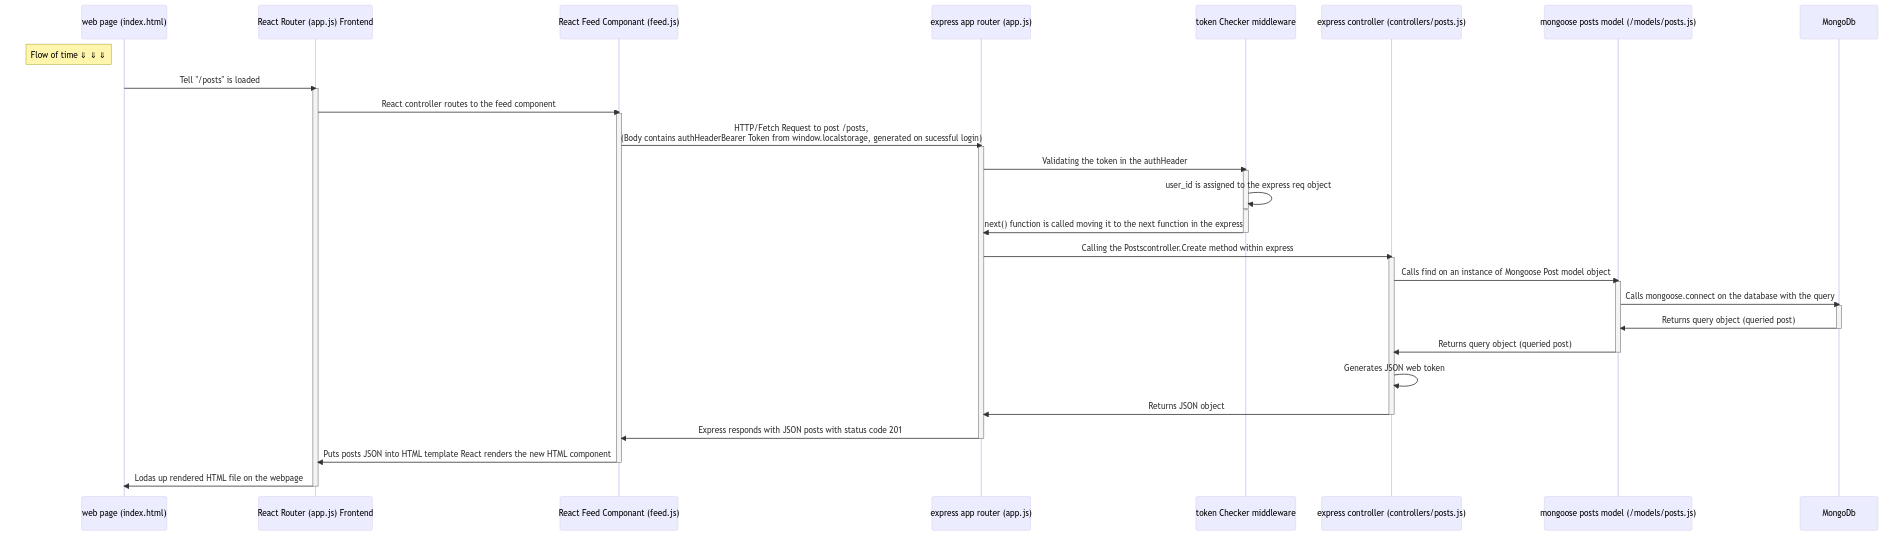 web page (index.html)
React Router (app.js) Frontend
React Feed Componant (feed.js)
express app router (app.js)
token Checker middleware
express controller (controllers/posts.js)
mongoose posts model (/models/posts.js)
MongoDb
Flow of time ⇓ ⇓ ⇓
Tell "/posts" is loaded
React controller routes to the feed component
HTTP/Fetch Request to post /posts,
(Body contains authHeaderBearer Token from window.localstorage, generated on sucessful login)
Validating the token in the authHeader
user_id is assigned to the express req object
next() function is called moving it to the next function in the express
Calling the Postscontroller.Create method within express
Calls find on an instance of Mongoose Post model object
Calls mongoose.connect on the database with the query
Returns query object (queried post)
Returns query object (queried post)
Generates JSON web token
Returns JSON object
Express responds with JSON posts with status code 201
Puts posts JSON into HTML template React renders the new HTML component
Lodas up rendered HTML file on the webpage
web page (index.html)
React Router (app.js) Frontend
React Feed Componant (feed.js)
express app router (app.js)
token Checker middleware
express controller (controllers/posts.js)
mongoose posts model (/models/posts.js)
MongoDb